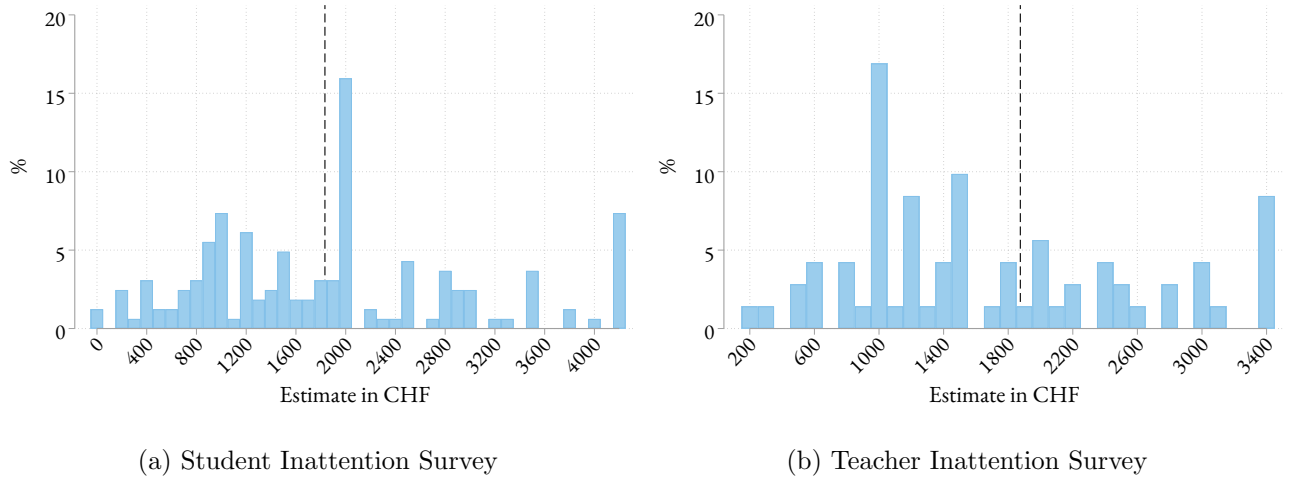 20
15
10
5
0
%
0 400 800 1200 1600 2000 2400 2800 3200 3600 4000
Estimate in CHF
(a) Student Inattention Survey
20
15
10
5
0
%
200 600 1000 1400 1800 2200 2600 3000 3400
Estimate in CHF
(b) Teacher Inattention Survey